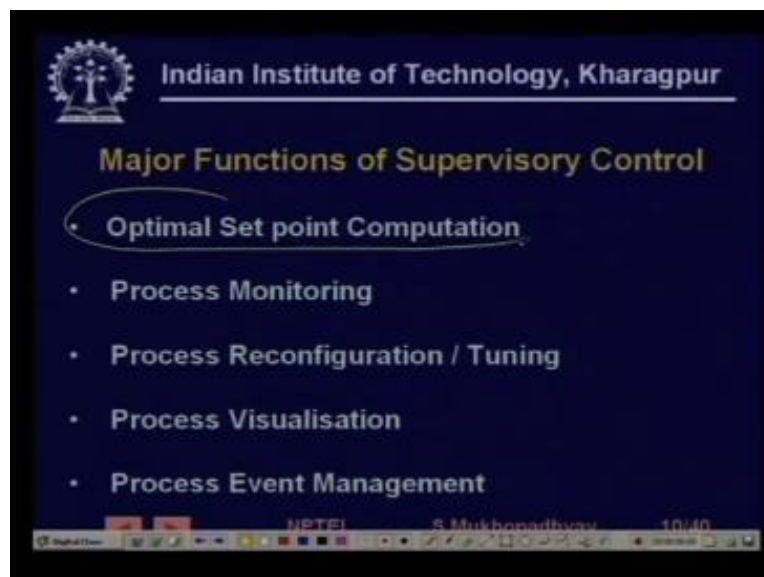 Indian Institute of Technology, Kharagpur
Major Functions of Supervisory Control
• Optimal Set point Computation
• Process Monitoring
• Process Reconfiguration / Tuning
• Process Visualisation
• Process Event Management
NPTEL S.Mukhopadhyay 10/40